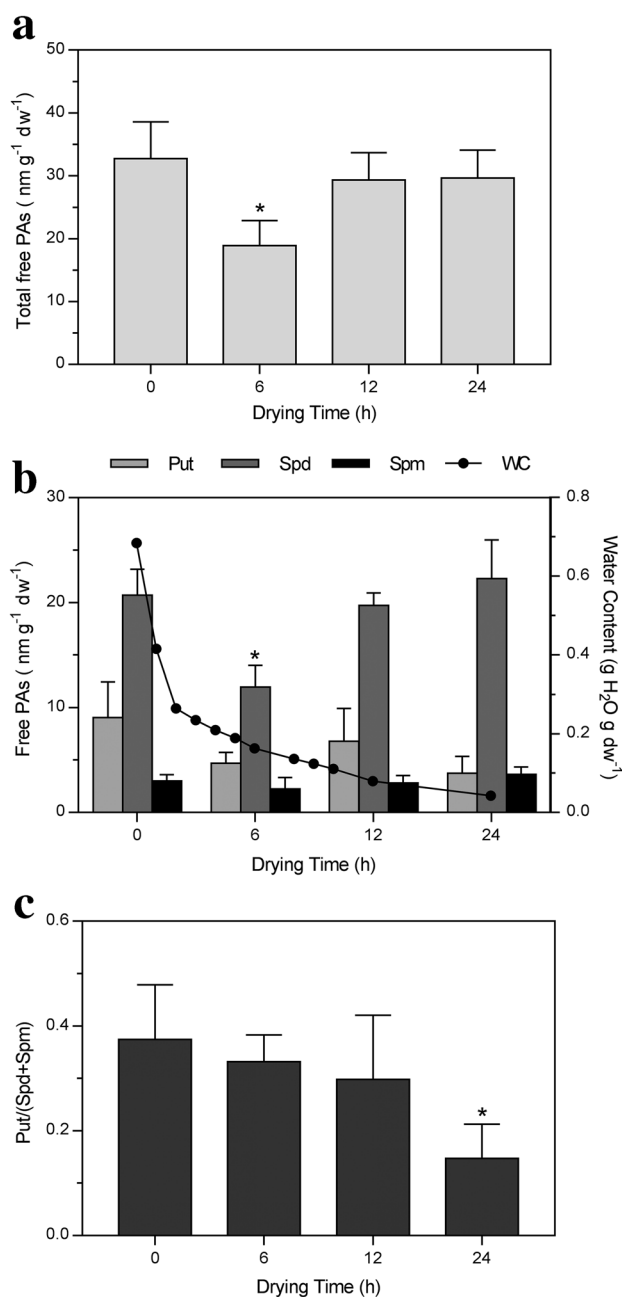 a
Total free PAs ( nm g⁻¹ dw⁻¹)
50
40
30
20
10
0
*
0 6 12 24
Drying Time (h)
Put Spd Spm WC
b
Free PAs ( nm g⁻¹ dw⁻¹)
30
20
10
0
*
0.8
0.6
0.4
0.2
0.0
Water Content (g H₂O g dw⁻¹)
0 6 12 24
Drying Time (h)
c
Put/(Spd+Spm)
0.6
0.4
0.2
0.0
*
0 6 12 24
Drying Time (h)